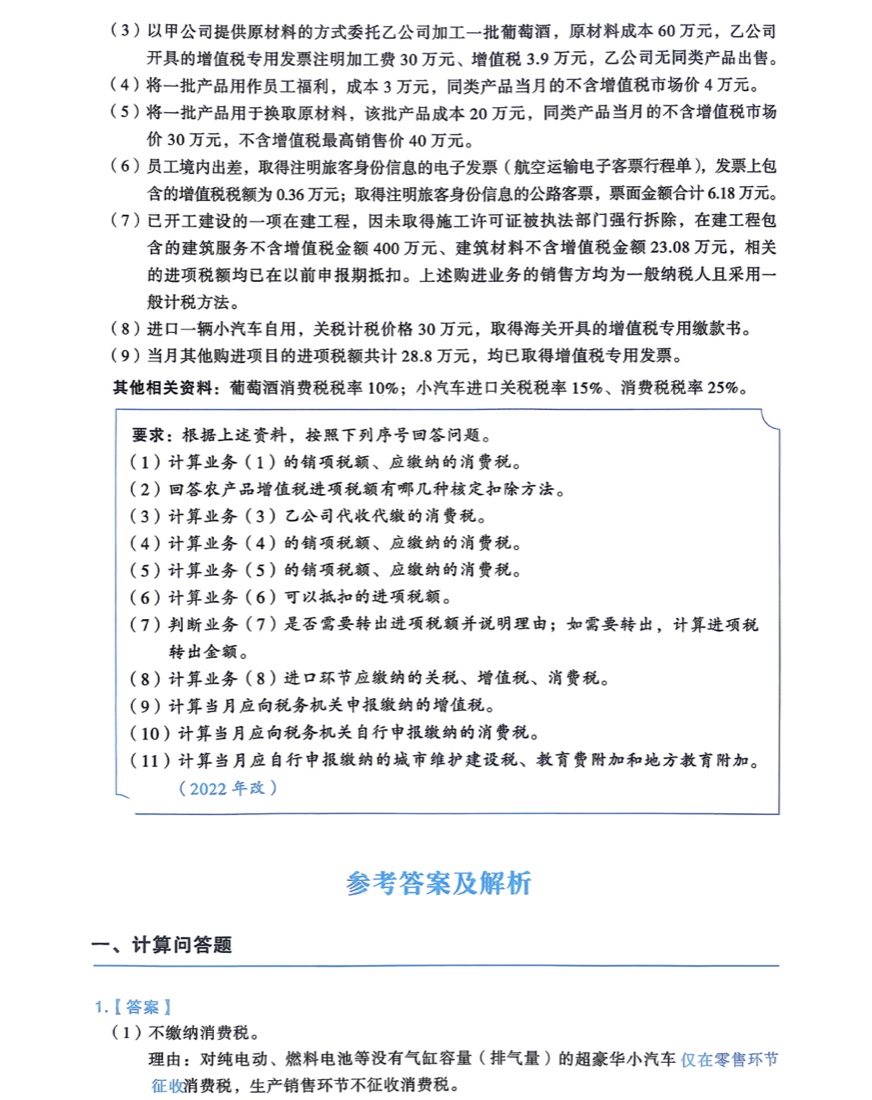 （3）以甲公司提供原材料的方式委托乙公司加工一批葡萄酒，原材料成本 60 万元，乙公司
开具的增值税专用发票注明加工费 30 万元、增值税 3.9 万元，乙公司无同类产品出售。
（4）将一批产品用作员工福利，成本 3 万元，同类产品当月的不含增值税市场价 4 万元。
（5）将一批产品用于换取原材料，该批产品成本 20 万元，同类产品当月的不含增值税市场
价 30 万元，不含增值税最高销售价 40 万元。
（6）员工境内出差，取得注明旅客身份信息的电子发票（航空运输电子客票行程单），发票上包
含的增值税税额为 0.36 万元；取得注明旅客身份信息的公路客票，票面金额合计 6.18 万元。
（7）已开工建设的一项在建工程，因未取得施工许可证被执法部门强行拆除，在建工程包
含的建筑服务不含增值税金额 400 万元、建筑材料不含增值税金额 23.08 万元，相关
的进项税额均已在以前申报期抵扣。上述购进业务的销售方均为一般纳税人且采用一
般计税方法。
（8）进口一辆小汽车自用，关税计税价格 30 万元，取得海关开具的增值税专用缴款书。
（9）当月其他购进项目的进项税额共计 28.8 万元，均已取得增值税专用发票。
其他相关资料：葡萄酒消费税税率 10%；小汽车进口关税税率 15%、消费税税率 25%。
要求：根据上述资料，按照下列序号回答问题。
（1）计算业务（1）的销项税额、应缴纳的消费税。
（2）回答农产品增值税进项税额有哪几种核定扣除方法。
（3）计算业务（3）乙公司代收代缴的消费税。
（4）计算业务（4）的销项税额、应缴纳的消费税。
（5）计算业务（5）的销项税额、应缴纳的消费税。
（6）计算业务（6）可以抵扣的进项税额。
（7）判断业务（7）是否需要转出进项税额并说明理由；如需要转出，计算进项税
转出金额。
（8）计算业务（8）进口环节应缴纳的关税、增值税、消费税。
（9）计算当月应向税务机关申报缴纳的增值税。
（10）计算当月应向税务机关自行申报缴纳的消费税。
（11）计算当月应自行申报缴纳的城市维护建设税、教育费附加和地方教育附加。
（2022 年改）
参考答案及解析
一、计算问答题
1.【答案】
（1）不缴纳消费税。
理由：对纯电动、燃料电池等没有气缸容量（排气量）的超豪华小汽车仅在零售环节
征收消费税，生产销售环节不征收消费税。